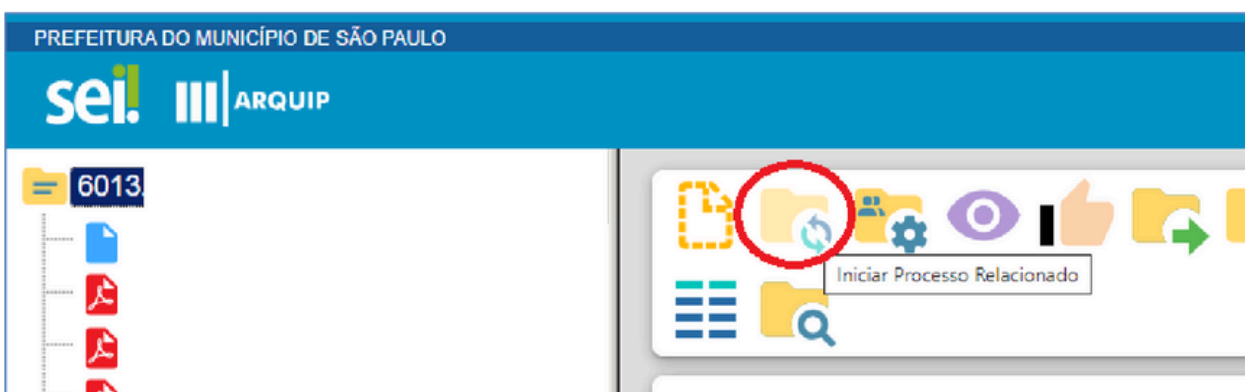 PREFEITURA DO MUNICÍPIO DE SÃO PAULO
sei! ARQUIP
6013.
Iniciar Processo Relacionado